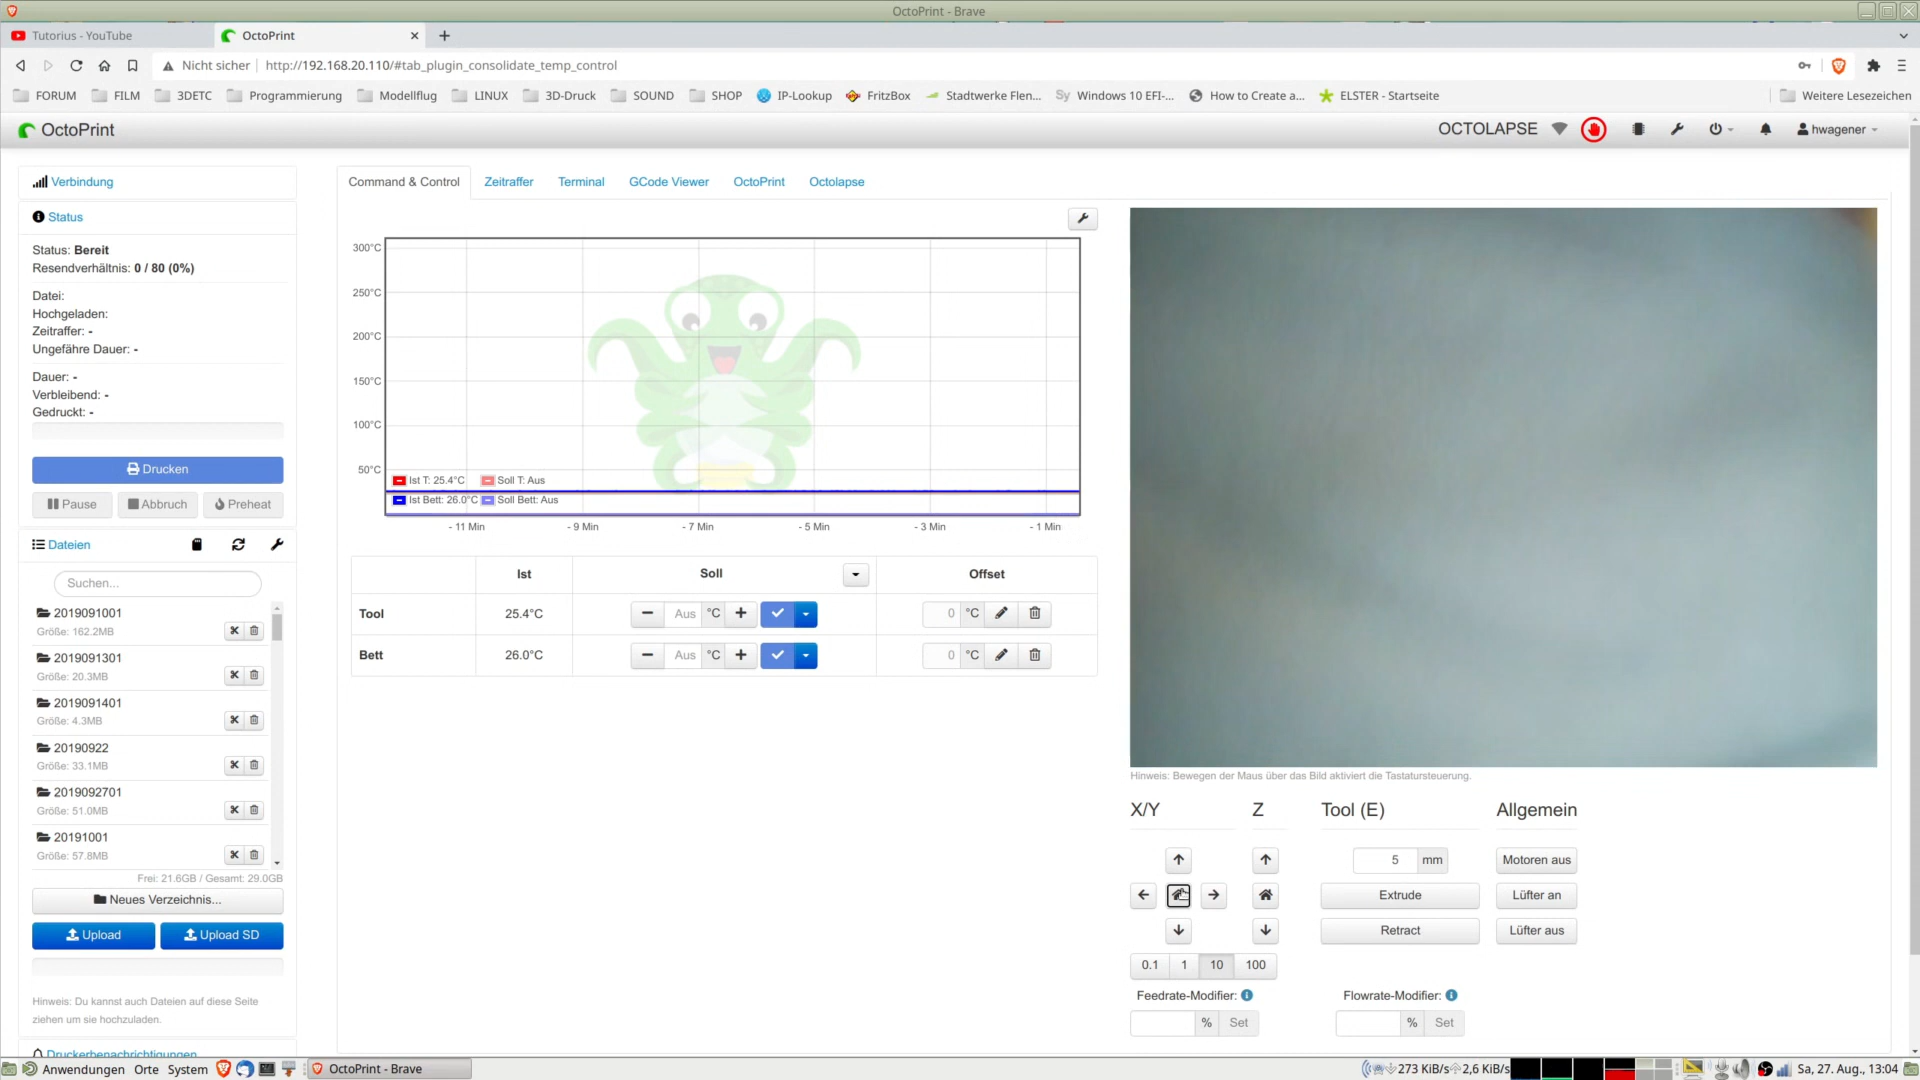 OctoPrint - Brave
Tutorius - YouTube
OctoPrint
Nicht sicher
http://192.168.20.110/#tab_plugin_consolidate_temp_control
FORUM
FILM
3DETC
Programmierung
Modellflug
LINUX
3D-Druck
SOUND
SHOP
IP-Lookup
FritzBox
Stadtwerke Flen...
Windows 10 EFI-...
How to Create a...
ELSTER - Startseite
Weitere Lesezeichen
OctoPrint
OCTOLAPSE
hwagener
Verbindung
Status
Status: Bereit
Resendverhältnis: 0 / 80 (0%)
Datei:
Hochgeladen:
Zeitraffer: -
Ungefähre Dauer: -
Dauer: -
Verbleibend: -
Gedruckt: -
Drucken
Pause
Abbruch
Preheat
Dateien
Suchen...
2019091001
Größe: 162.2MB
2019091301
Größe: 20.3MB
2019091401
Größe: 4.3MB
20190922
Größe: 33.1MB
2019092701
Größe: 51.0MB
20191001
Größe: 57.8MB
Frei: 21.6GB / Gesamt: 29.0GB
Neues Verzeichnis...
Upload
Upload SD
Hinweis: Du kannst auch Dateien auf diese Seite
ziehen um sie hochzuladen.
Druckerbenachrichtigungen
Command & Control
Zeitraffer
Terminal
GCode Viewer
OctoPrint
Octolapse
300°C
250°C
200°C
150°C
100°C
50°C
Ist T: 25.4°C
Soll T: Aus
Ist Bett: 26.0°C
Soll Bett: Aus
- 11 Min
- 9 Min
- 7 Min
- 5 Min
- 3 Min
- 1 Min
Ist
Soll
Offset
Tool
25.4°C
Aus
°C
0
°C
Bett
26.0°C
Aus
°C
0
°C
Hinweis: Bewegen der Maus über das Bild aktiviert die Tastatursteuerung.
X/Y
Z
Tool (E)
Allgemein
5
mm
Motoren aus
Extrude
Lüfter an
Retract
Lüfter aus
0.1
1
10
100
Feedrate-Modifier:
Flowrate-Modifier:
%
Set
%
Set
Anwendungen
Orte
System
OctoPrint - Brave
273 KiB/s
2,6 KiB/s
Sa, 27. Aug., 13:04